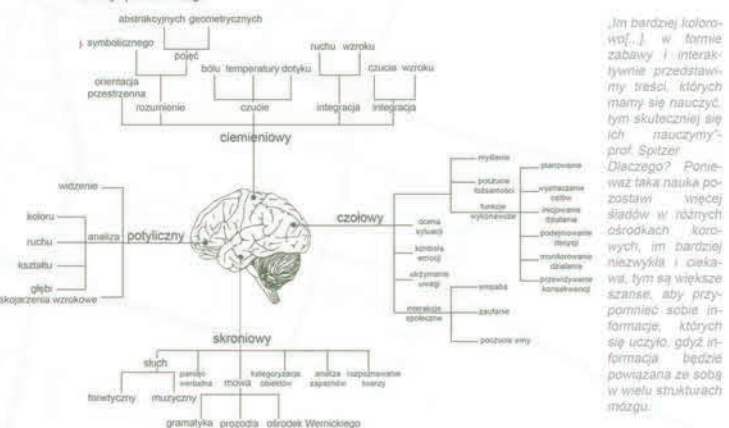 abstrakcyjnych geometrycznych
j. symbolicznego
pojęć
ruchu wzroku
bólu temperatury dotyku
czucia wzroku
orientacja
przestrzenna
rozumienie
czucie
integracja
integracja
ciemieniowy
widzenie
koloru
ruchu
analiza
potyliczny
kształtu
głębi
skojarzenia wzrokowe
czołowy
myślenie
poczucie
tożsamości
funkcje
wykonawcze
planowanie
wyznaczanie
celów
inicjowanie
działania
podejmowanie
decyzji
monitorowanie
działania
przewidywanie
konsekwencji
ocena
sytuacji
kontrola
emocji
utrzymanie
uwagi
interakcje
społeczne
empatia
zaufanie
poczucie winy
skroniowy
słuch
pamięć
werbalna
mowa
kategoryzacja
obiektów
analiza
zapachów
rozpoznawanie
twarzy
fonetyczny
muzyczny
gramatyka prozodia ośrodek Wernickiego
„Im bardziej koloro-
wo[...], w formie
zabawy i interak-
tywnie przedstawi-
my treści, których
mamy się nauczyć,
tym skuteczniej się
ich nauczymy"-
prof. Spitzer
Dlaczego? Ponie-
waż taka nauka po-
zostawi więcej
śladów w różnych
ośrodkach koro-
wych, im bardziej
niezwykła i cieka-
wa, tym są większe
szanse, aby przy-
pomnieć sobie in-
formacje, których
się uczyło, gdyż in-
formacja będzie
powiązana ze sobą
w wielu strukturach
mózgu.